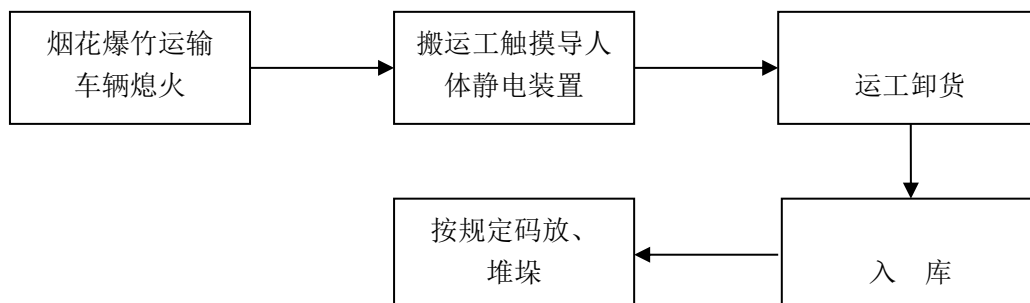 烟花爆竹运输
车辆熄火
搬运工触摸导人
体静电装置
运工卸货
入　库
按规定码放、
堆垛